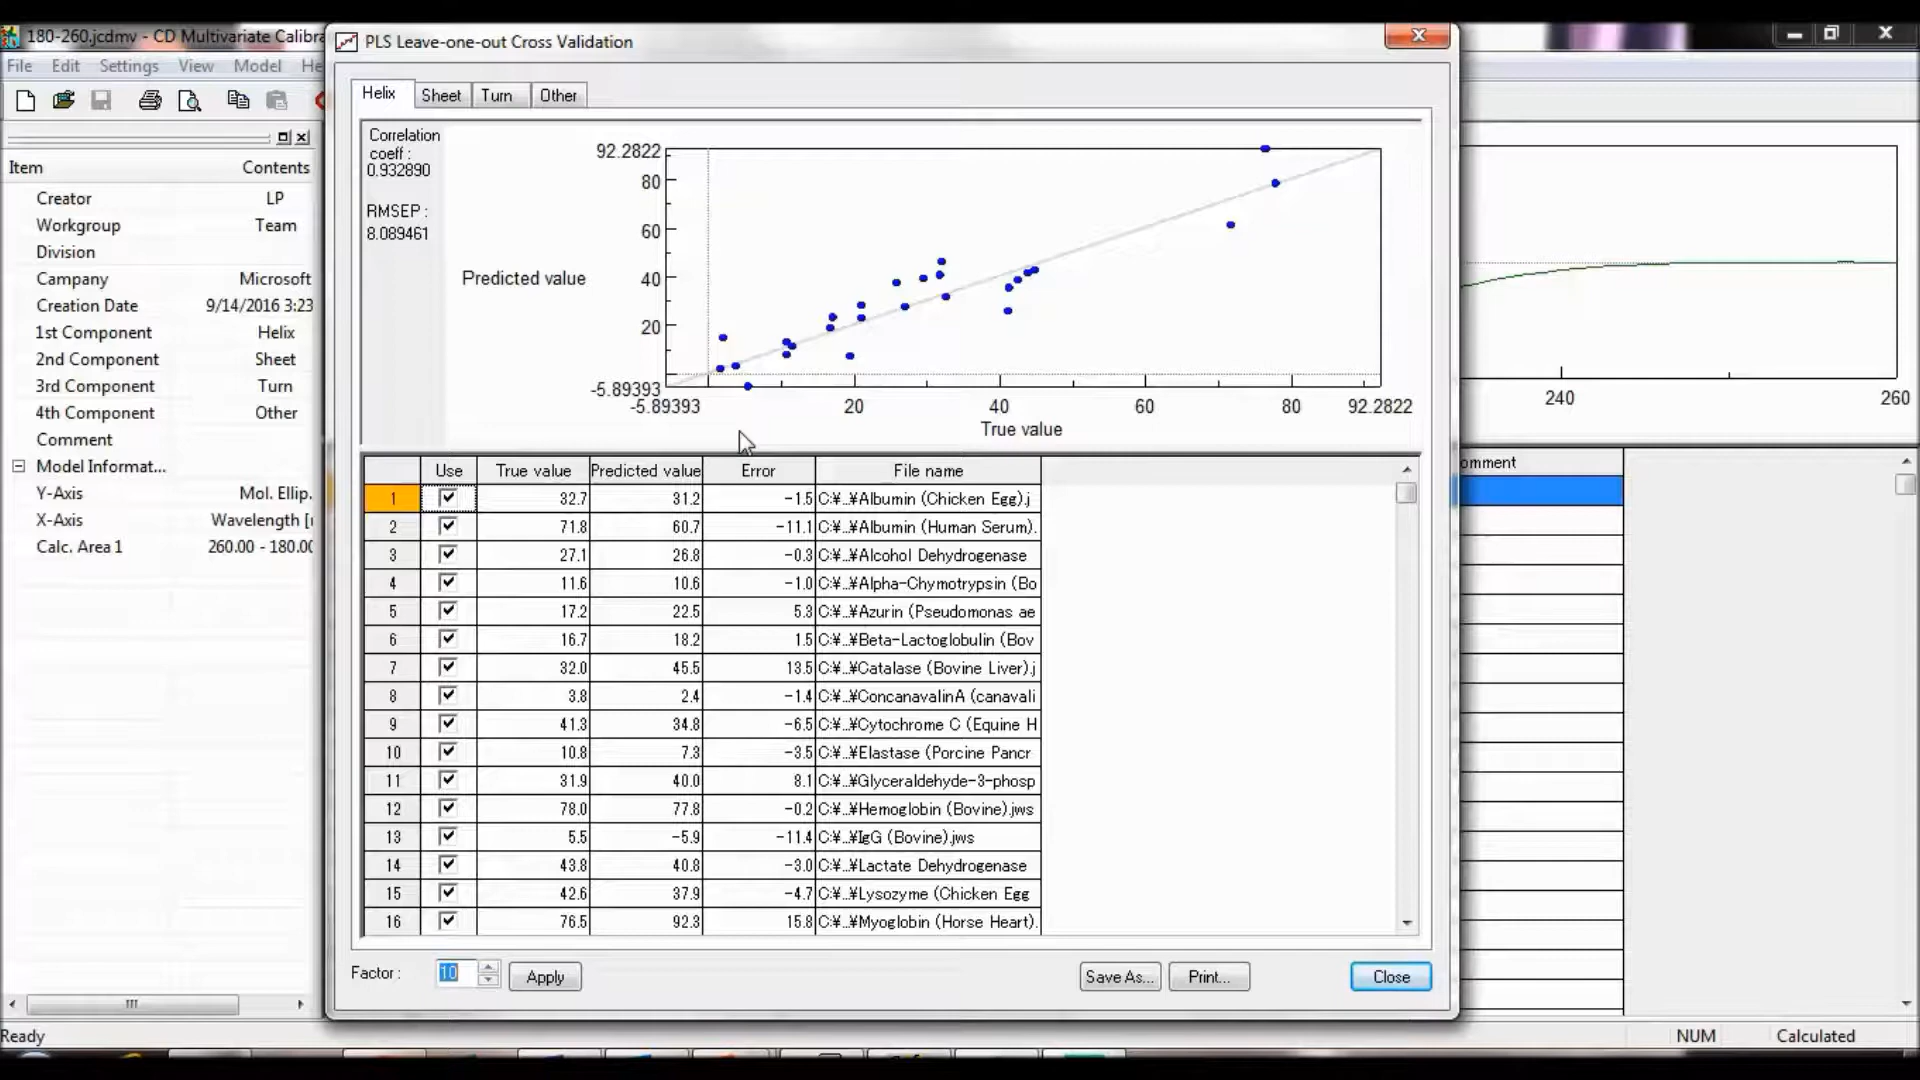 180-260.jcdmv - CD Multivariate Calibra
File Edit Settings View Model He
Item Contents
Creator LP
Workgroup Team
Division
Campany Microsoft
Creation Date 9/14/2016 3:23
1st Component Helix
2nd Component Sheet
3rd Component Turn
4th Component Other
Comment
Model Informat...
Y-Axis Mol. Ellip.
X-Axis Wavelength [
Calc. Area 1 260.00 - 180.00
PLS Leave-one-out Cross Validation
Helix Sheet Turn Other
Correlation
coeff :
0.932890
RMSEP :
8.089461
Predicted value
92.2822
80
60
40
20
-5.89393
-5.89393 20 40 60 80 92.2822
True value
Use True value Predicted value Error File name
1 32.7 31.2 -1.5 C:¥...¥Albumin (Chicken Egg).j
2 71.8 60.7 -11.1 C:¥...¥Albumin (Human Serum).
3 27.1 26.8 -0.3 C:¥...¥Alcohol Dehydrogenase
4 11.6 10.6 -1.0 C:¥...¥Alpha-Chymotrypsin (Bo
5 17.2 22.5 5.3 C:¥...¥Azurin (Pseudomonas ae
6 16.7 18.2 1.5 C:¥...¥Beta-Lactoglobulin (Bov
7 32.0 45.5 13.5 C:¥...¥Catalase (Bovine Liver).j
8 3.8 2.4 -1.4 C:¥...¥ConcanavalinA (canavali
9 41.3 34.8 -6.5 C:¥...¥Cytochrome C (Equine H
10 10.8 7.3 -3.5 C:¥...¥Elastase (Porcine Pancr
11 31.9 40.0 8.1 C:¥...¥Glyceraldehyde-3-phosp
12 78.0 77.8 -0.2 C:¥...¥Hemoglobin (Bovine).jws
13 5.5 -5.9 -11.4 C:¥...¥IgG (Bovine).jws
14 43.8 40.8 -3.0 C:¥...¥Lactate Dehydrogenase
15 42.6 37.9 -4.7 C:¥...¥Lysozyme (Chicken Egg
16 76.5 92.3 15.8 C:¥...¥Myoglobin (Horse Heart).
Factor : 10 Apply Save As... Print... Close
240 260
omment
Ready NUM Calculated